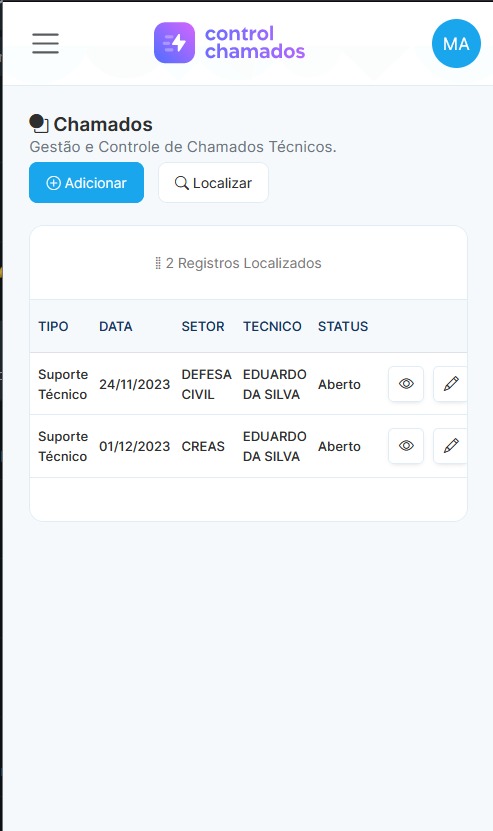 control
chamados
MA
Chamados
Gestão e Controle de Chamados Técnicos.
Adicionar
Localizar
2 Registros Localizados
TIPO DATA SETOR TECNICO STATUS
Suporte Técnico 24/11/2023 DEFESA CIVIL EDUARDO DA SILVA Aberto
Suporte Técnico 01/12/2023 CREAS EDUARDO DA SILVA Aberto